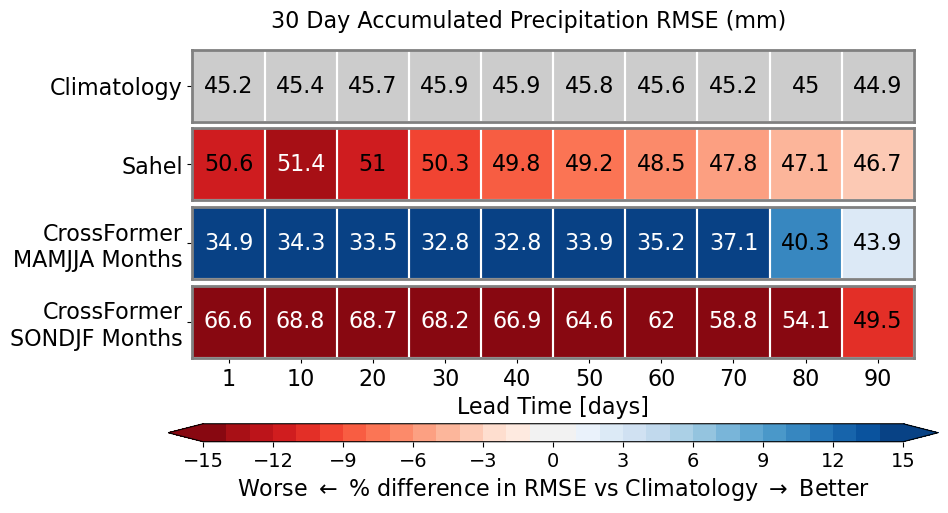 30 Day Accumulated Precipitation RMSE (mm)
Climatology 45.2 45.4 45.7 45.9 45.9 45.8 45.6 45.2 45 44.9
Sahel 50.6 51.4 51 50.3 49.8 49.2 48.5 47.8 47.1 46.7
CrossFormer
MAMJJA Months 34.9 34.3 33.5 32.8 32.8 33.9 35.2 37.1 40.3 43.9
CrossFormer
SONDJF Months 66.6 68.8 68.7 68.2 66.9 64.6 62 58.8 54.1 49.5
1 10 20 30 40 50 60 70 80 90
Lead Time [days]
−15 −12 −9 −6 −3 0 3 6 9 12 15
Worse ← % difference in RMSE vs Climatology → Better